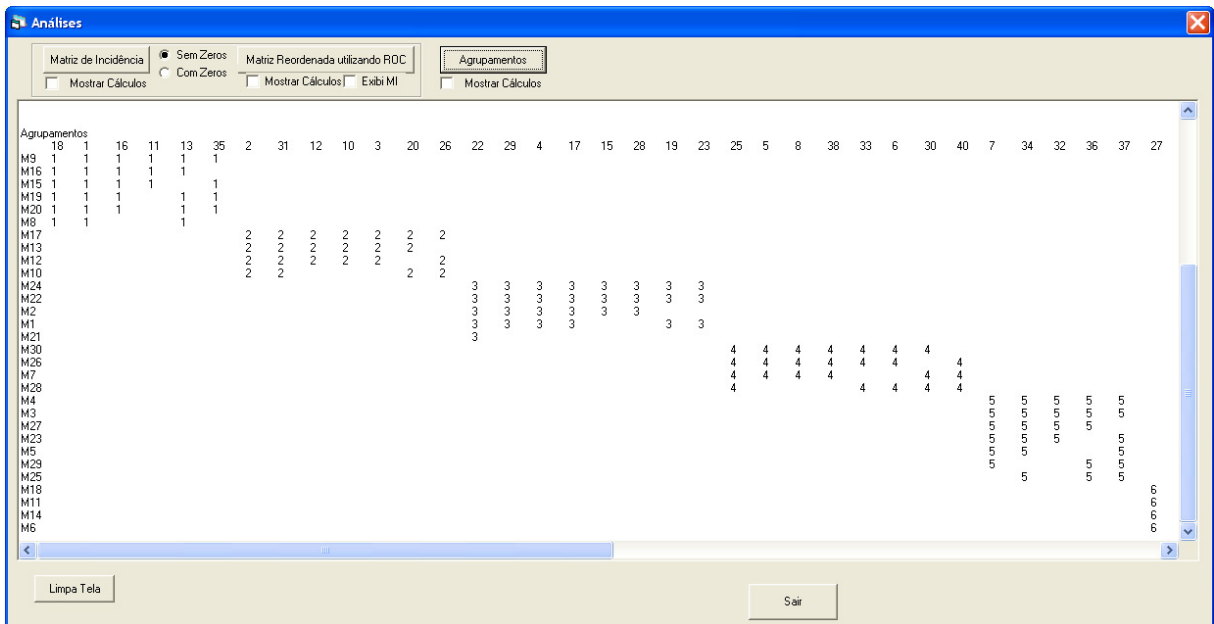 Análises
Matriz de Incidência Sem Zeros Matriz Reordenada utilizando ROC Agrupamentos
Com Zeros
Mostrar Cálculos Mostrar Cálculos Exibi MI Mostrar Cálculos
Agrupamentos
18 1 16 11 13 35 2 31 12 10 3 20 26 22 29 4 17 15 28 19 23 25 5 8 38 33 6 30 40 7 34 32 36 37 27
M9 1 1 1 1 1 1
M16 1 1 1 1 1
M15 1 1 1 1 1
M19 1 1 1 1 1
M20 1 1 1 1 1
M8 1 1 1
M17 2 2 2 2 2 2 2
M13 2 2 2 2 2 2
M12 2 2 2 2 2 2
M10 2 2 2 2
M24 3 3 3 3 3 3 3 3
M22 3 3 3 3 3 3 3 3
M2 3 3 3 3 3 3
M1 3 3 3 3 3 3
M21 3
M30 4 4 4 4 4 4 4
M26 4 4 4 4 4 4 4
M7 4 4 4 4 4 4
M28 4 4 4 4 4
M4 5 5 5 5 5
M3 5 5 5 5 5
M27 5 5 5 5
M23 5 5 5 5
M5 5 5 5
M29 5 5 5
M25 5 5 5
M18 6
M11 6
M14 6
M6 6
Limpa Tela
Sair